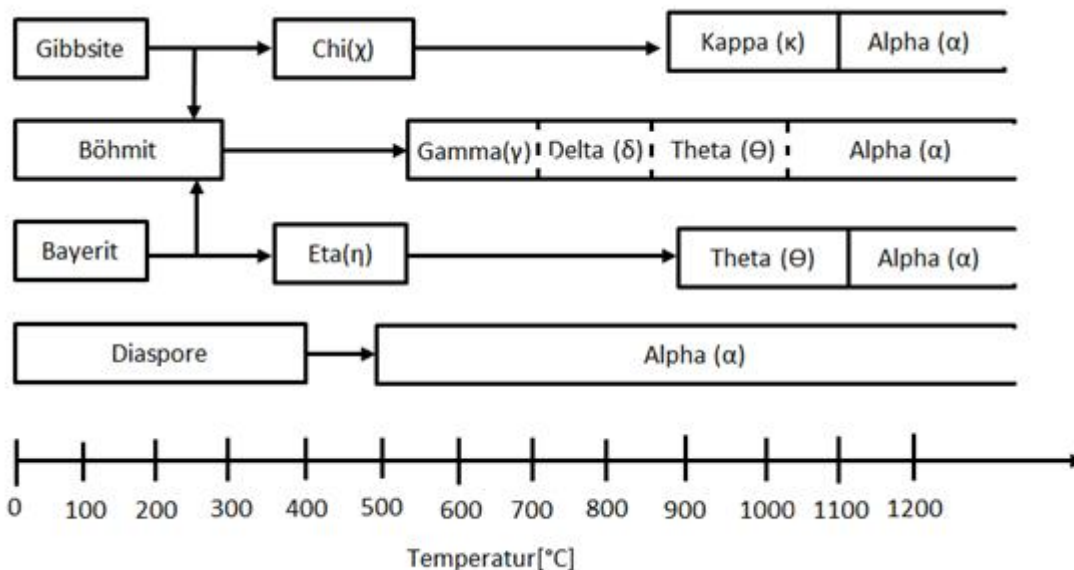 Gibbsite Chi(χ) Kappa (κ) Alpha (α)
Böhmit Gamma(γ) Delta (δ) Theta (Θ) Alpha (α)
Bayerit Eta(η) Theta (Θ) Alpha (α)
Diaspore Alpha (α)
0 100 200 300 400 500 600 700 800 900 1000 1100 1200
Temperatur[°C]